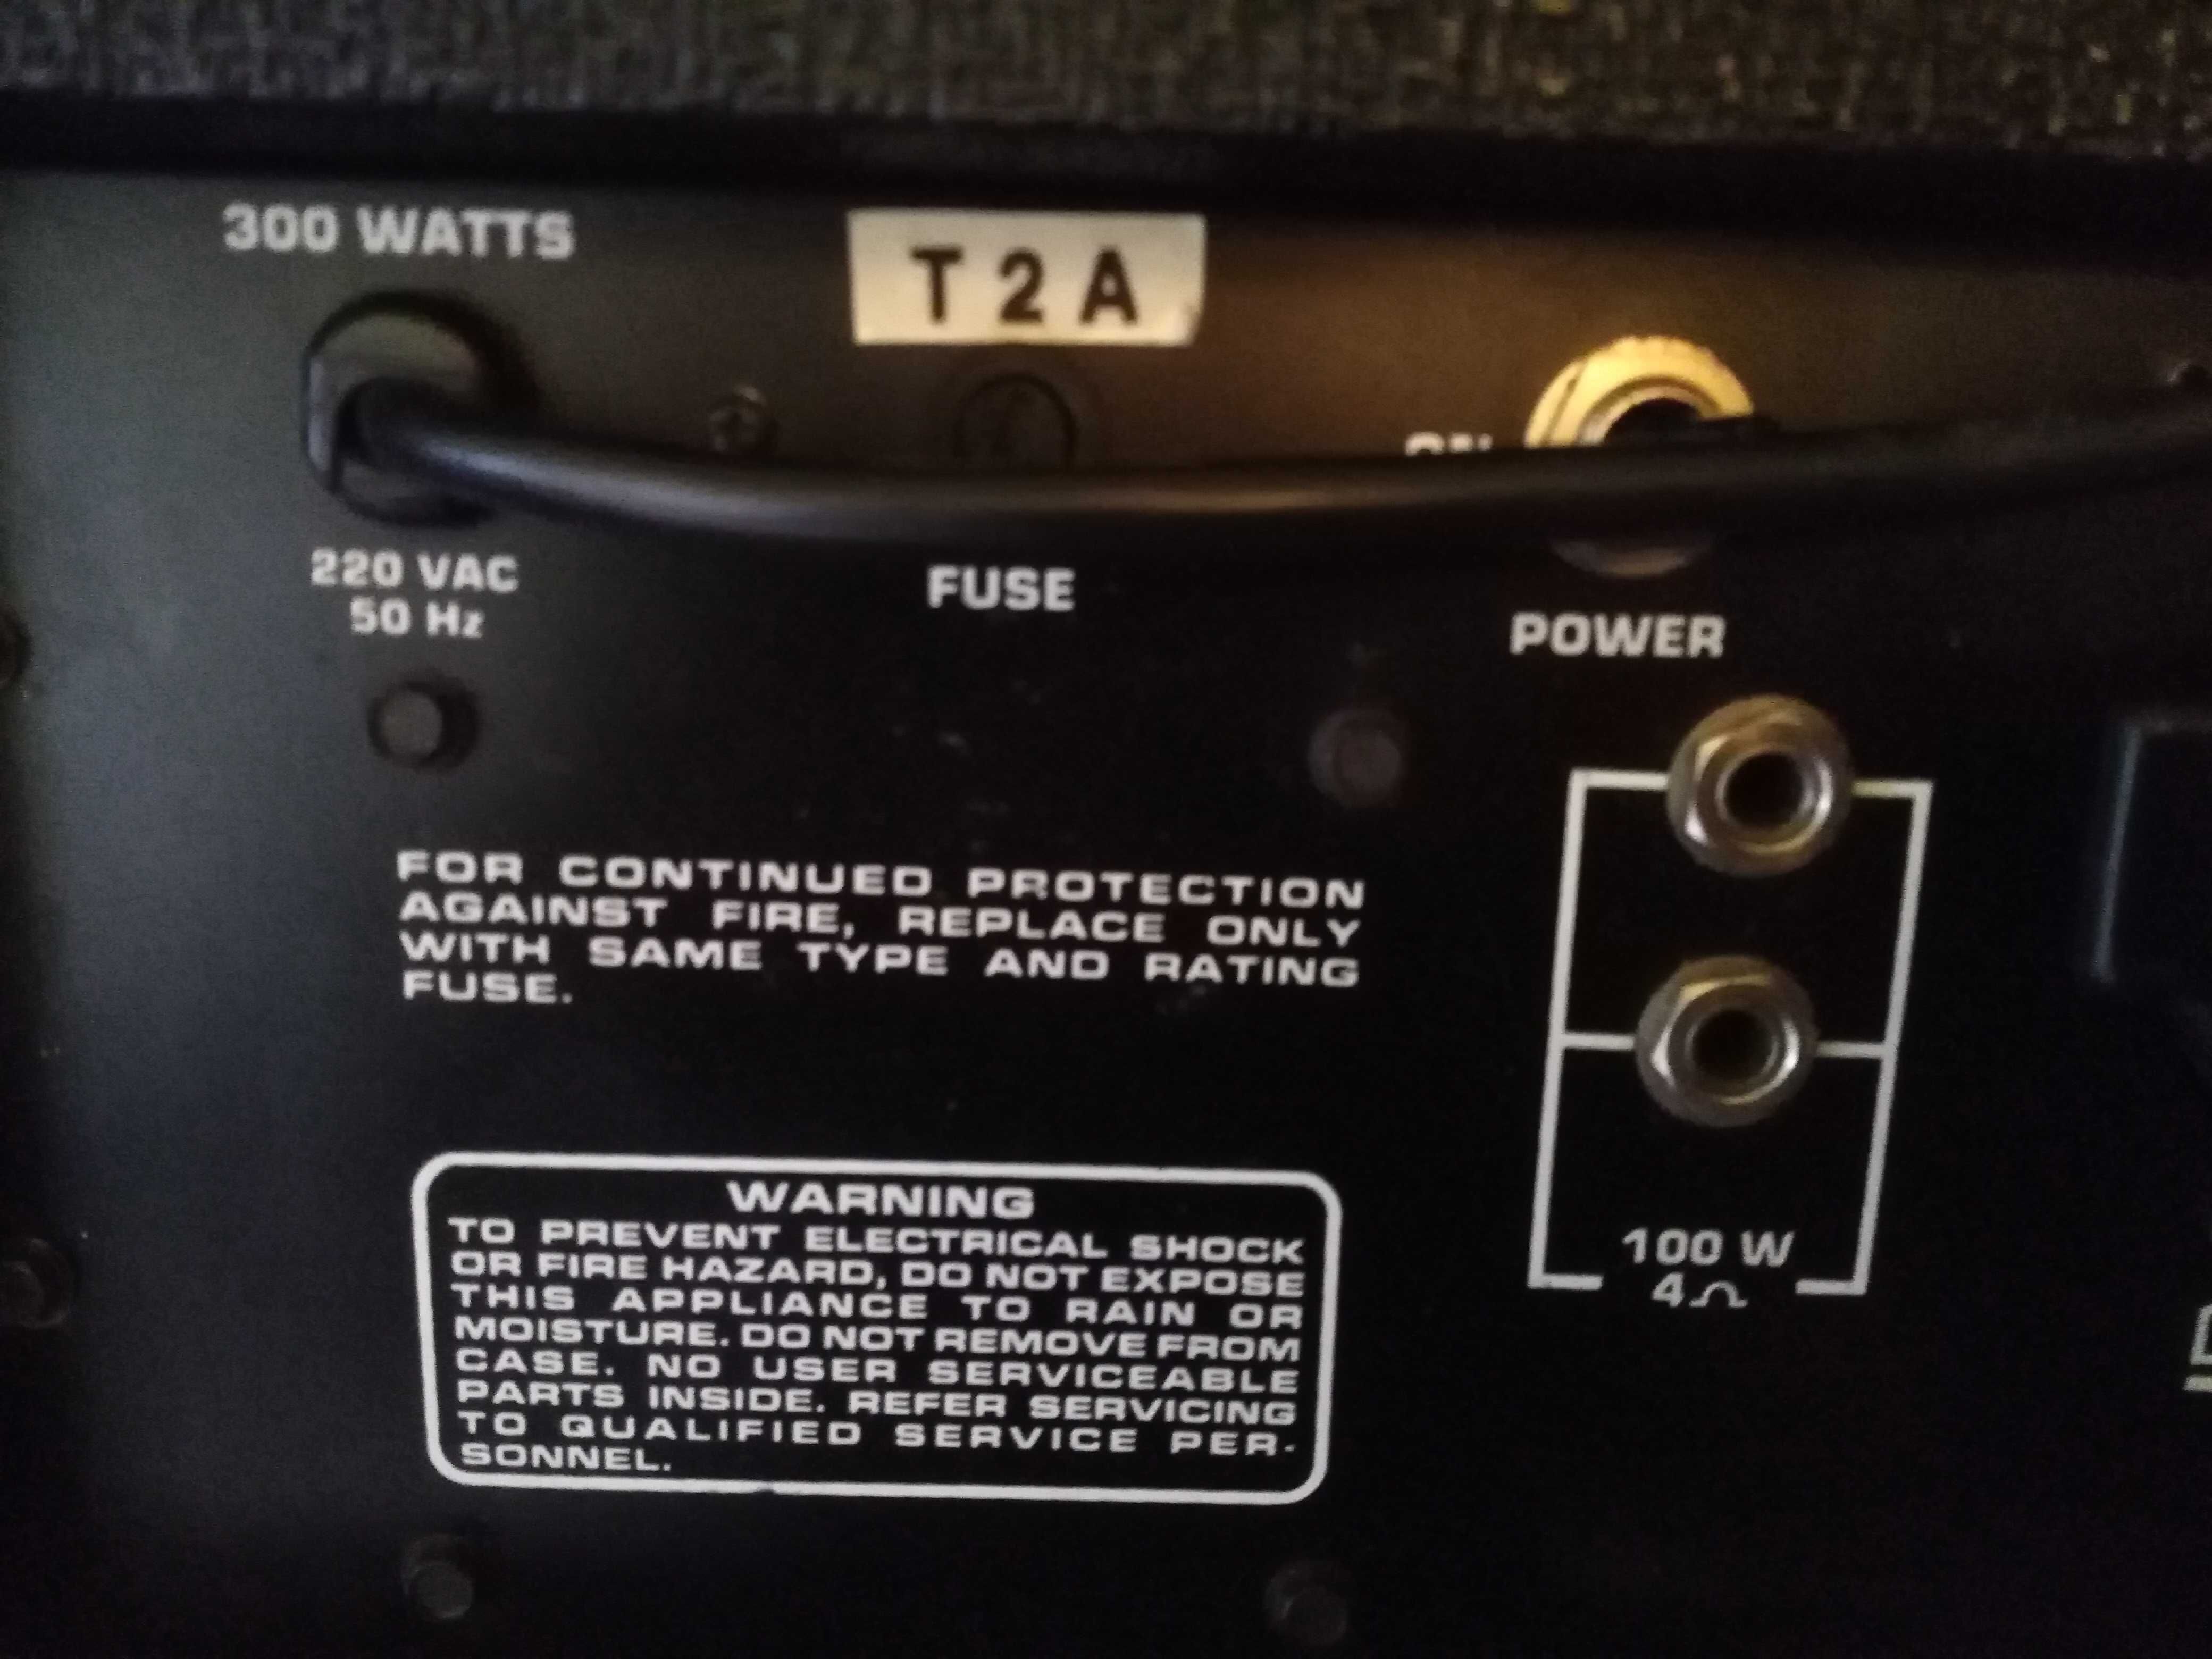 300 WATTS
T 2 A
ON
220 VAC
50 Hz
FUSE
POWER
FOR CONTINUED PROTECTION
AGAINST FIRE, REPLACE ONLY
WITH SAME TYPE AND RATING
FUSE.
WARNING
TO PREVENT ELECTRICAL SHOCK
OR FIRE HAZARD, DO NOT EXPOSE
THIS APPLIANCE TO RAIN OR
MOISTURE. DO NOT REMOVE FROM
CASE. NO USER SERVICEABLE
PARTS INSIDE. REFER SERVICING
TO QUALIFIED SERVICE PER-
SONNEL.
100 W
4Ω